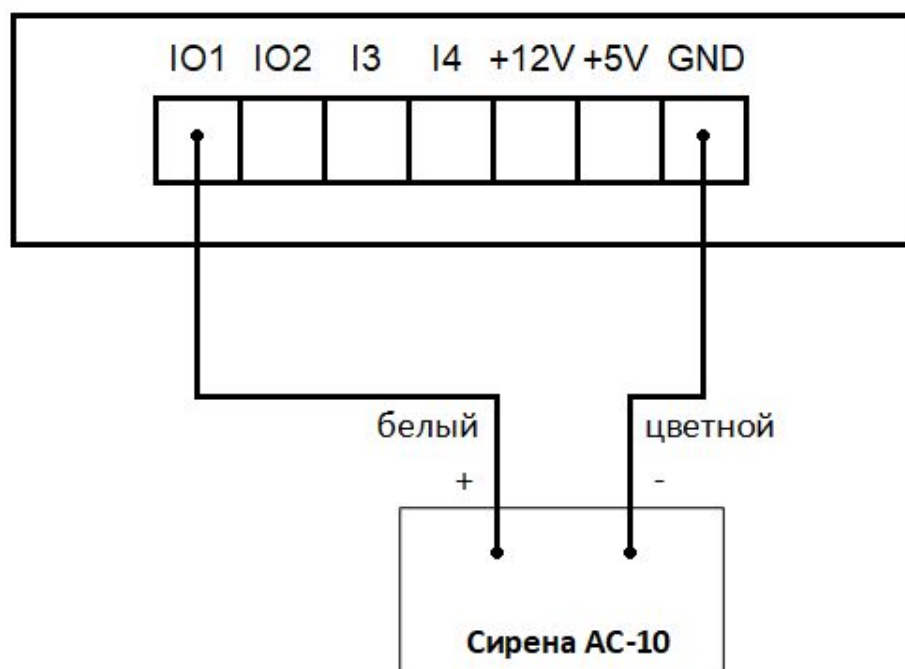 IO1 IO2 I3 I4 +12V +5V GND
белый цветной
+ -
Сирена АС-10